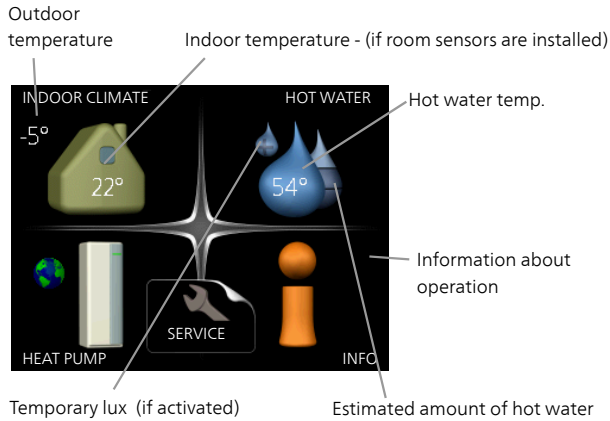 Outdoor
temperature
Indoor temperature - (if room sensors are installed)
INDOOR CLIMATE
HOT WATER
Hot water temp.
-5°
22°
54°
Information about
operation
SERVICE
HEAT PUMP
INFO
Temporary lux (if activated)
Estimated amount of hot water